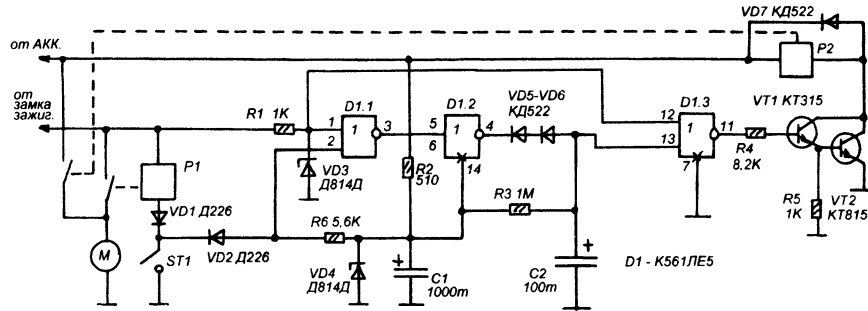 VD7 КД522
от АКК.
P2
от
замка
зажиг.
R1 1K
D1.1
D1.2
VD5-VD6
КД522
D1.3
VT1 КТ315
1
2
1
3
5
6
1
4
14
12
13
1
11
7
R4
8,2K
P1
VD3
Д814Д
R2
510
R3 1M
R5
1K
VT2
КТ815
VD1 Д226
R6 5,6K
M
ST1
VD2 Д226
VD4
Д814Д
+
C1
1000m
+
C2
100m
D1 - К561ЛЕ5